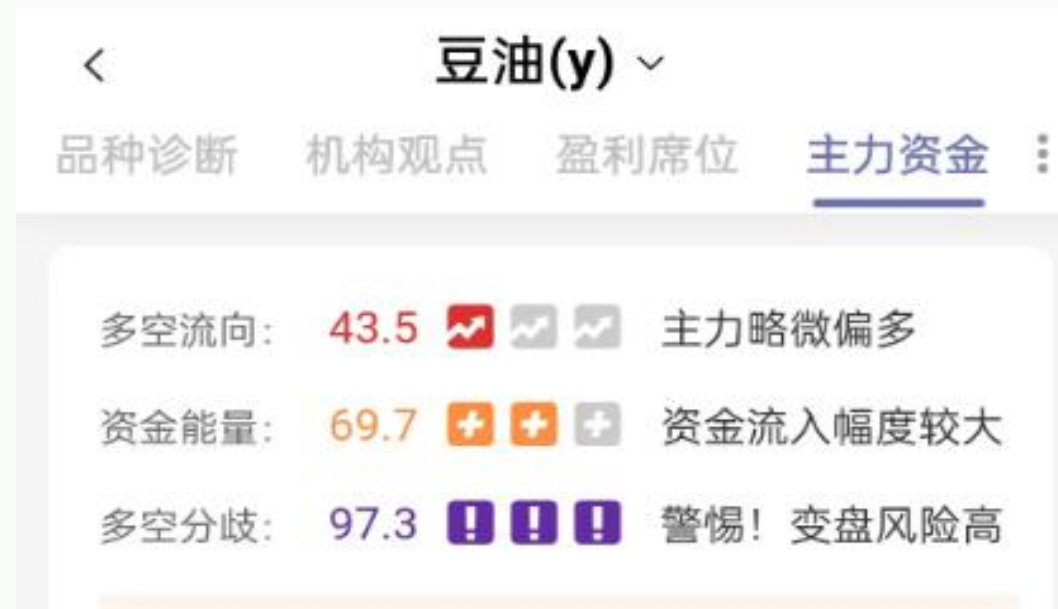 豆油(y)
品种诊断 机构观点 盈利席位 主力资金
多空流向: 43.5 主力略微偏多
资金能量: 69.7 资金流入幅度较大
多空分歧: 97.3 警惕！变盘风险高